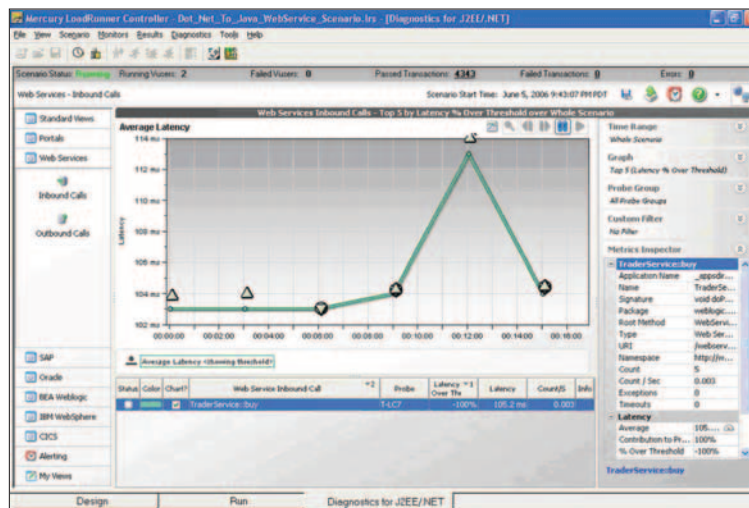 Mercury LoadRunner Controller - Dot_Net_To_Java_WebService_Scenario.lrs - [Diagnostics for J2EE/.NET]
File View Scenario Monitors Results Diagnostics Tools Help
Scenario Status: Running Running Vusers: 2 Failed Vusers: 0 Passed Transactions: 4343 Failed Transactions: 0 Errors: 0
Web Services - Inbound Calls Scenario Start Time: June 5, 2006 9:43:07 PM PDT
Web Services Inbound Calls - Top 5 by Latency % Over Threshold over Whole Scenario
Standard Views
Portals
Web Services
Inbound Calls
Outbound Calls
SAP
Oracle
BEA Weblogic
IBM WebSphere
CICS
Alerting
My Views
Average Latency
Latency
114 ms
112 ms
110 ms
108 ms
106 ms
104 ms
102 ms
00:00:00 00:02:00 00:04:00 00:06:00 00:08:00 00:10:00 00:12:00 00:14:00 00:16:00
Average Latency <showing threshold>
Status Color Chart? Web Service Inbound Call Probe Latency Over Thr Latency Count/S Info
TraderService::buy T-LC7 -100% 105.2 ms 0.003
Time Range
Whole Scenario
Graph
Top 5 (Latency % Over Threshold)
Probe Group
All Probe Groups
Custom Filter
No Filter
Metrics Inspector
TraderService::buy
Application Name _appsdir...
Name TraderSe...
Signature void doP...
Package weblogic....
Root Method WebServi...
Type Web Ser...
URI /webserv...
Namespace http://w...
Count 5
Count / Sec 0.003
Exceptions 0
Timeouts 0
Latency
Average 105....
Contribution to Pr... 100%
% Over Threshold -100%
TraderService::buy
Design Run Diagnostics for J2EE/.NET